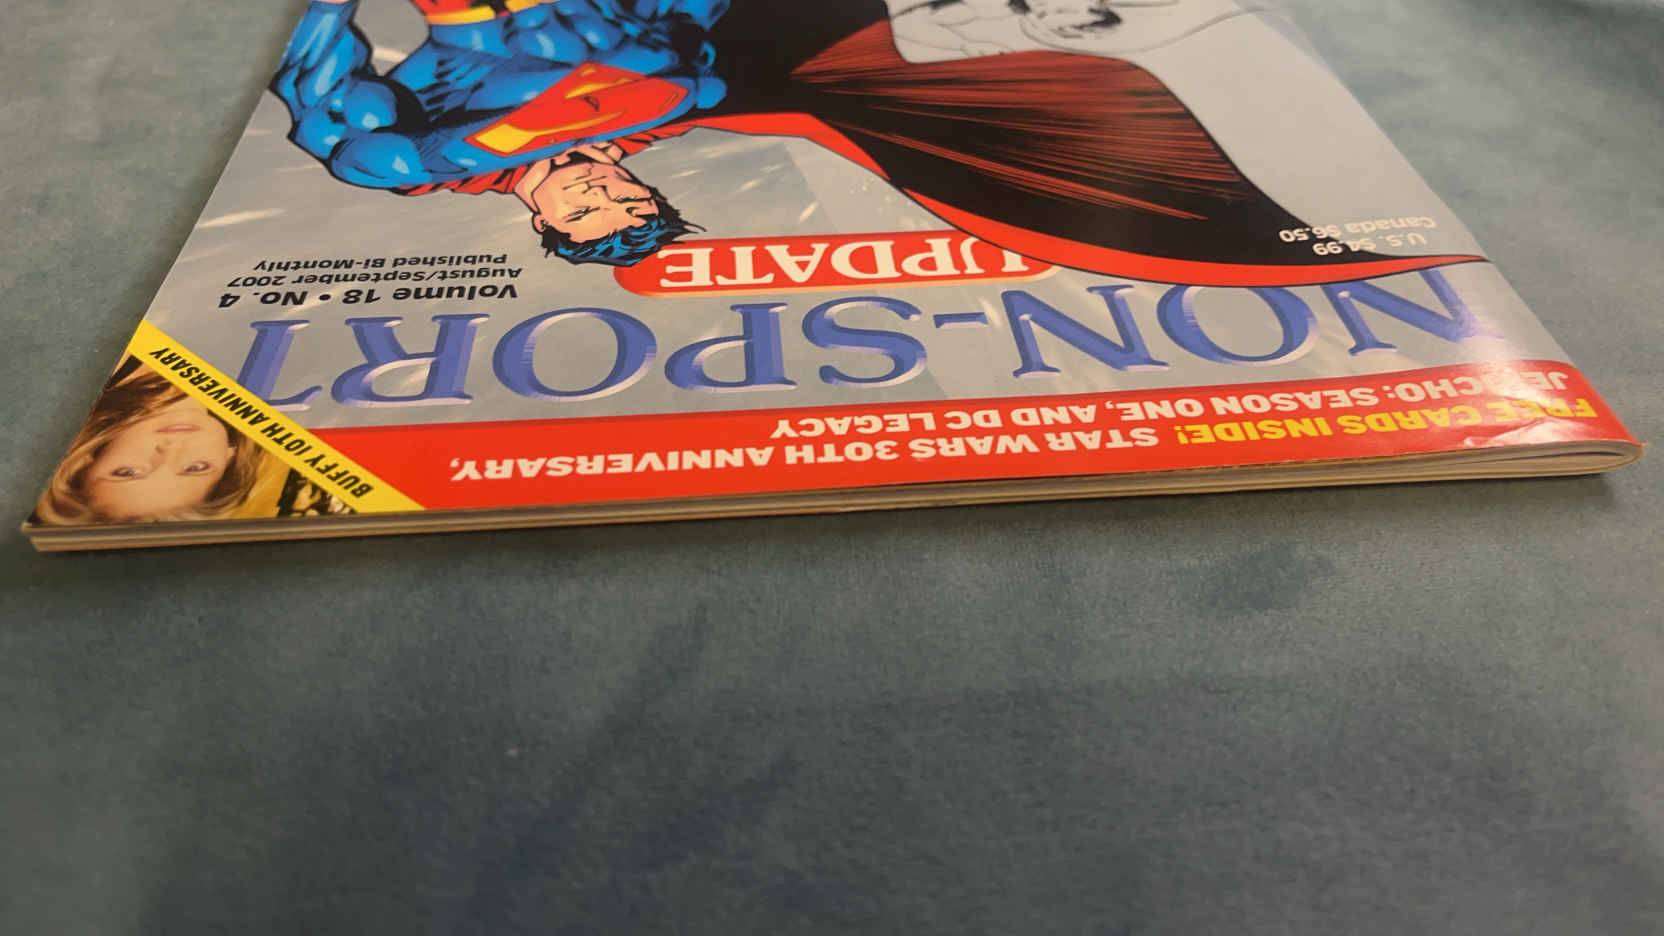 FREE CARDS INSIDE! STAR WARS 30TH ANNIVERSARY,
JERICHO: SEASON ONE, AND DC LEGACY
BUFFY 10TH ANNIVERSARY
NON-SPORT
UPDATE
Volume 18 • No. 4
August/September 2007
Published Bi-Monthly
U.S. $4.99
Canada $6.50